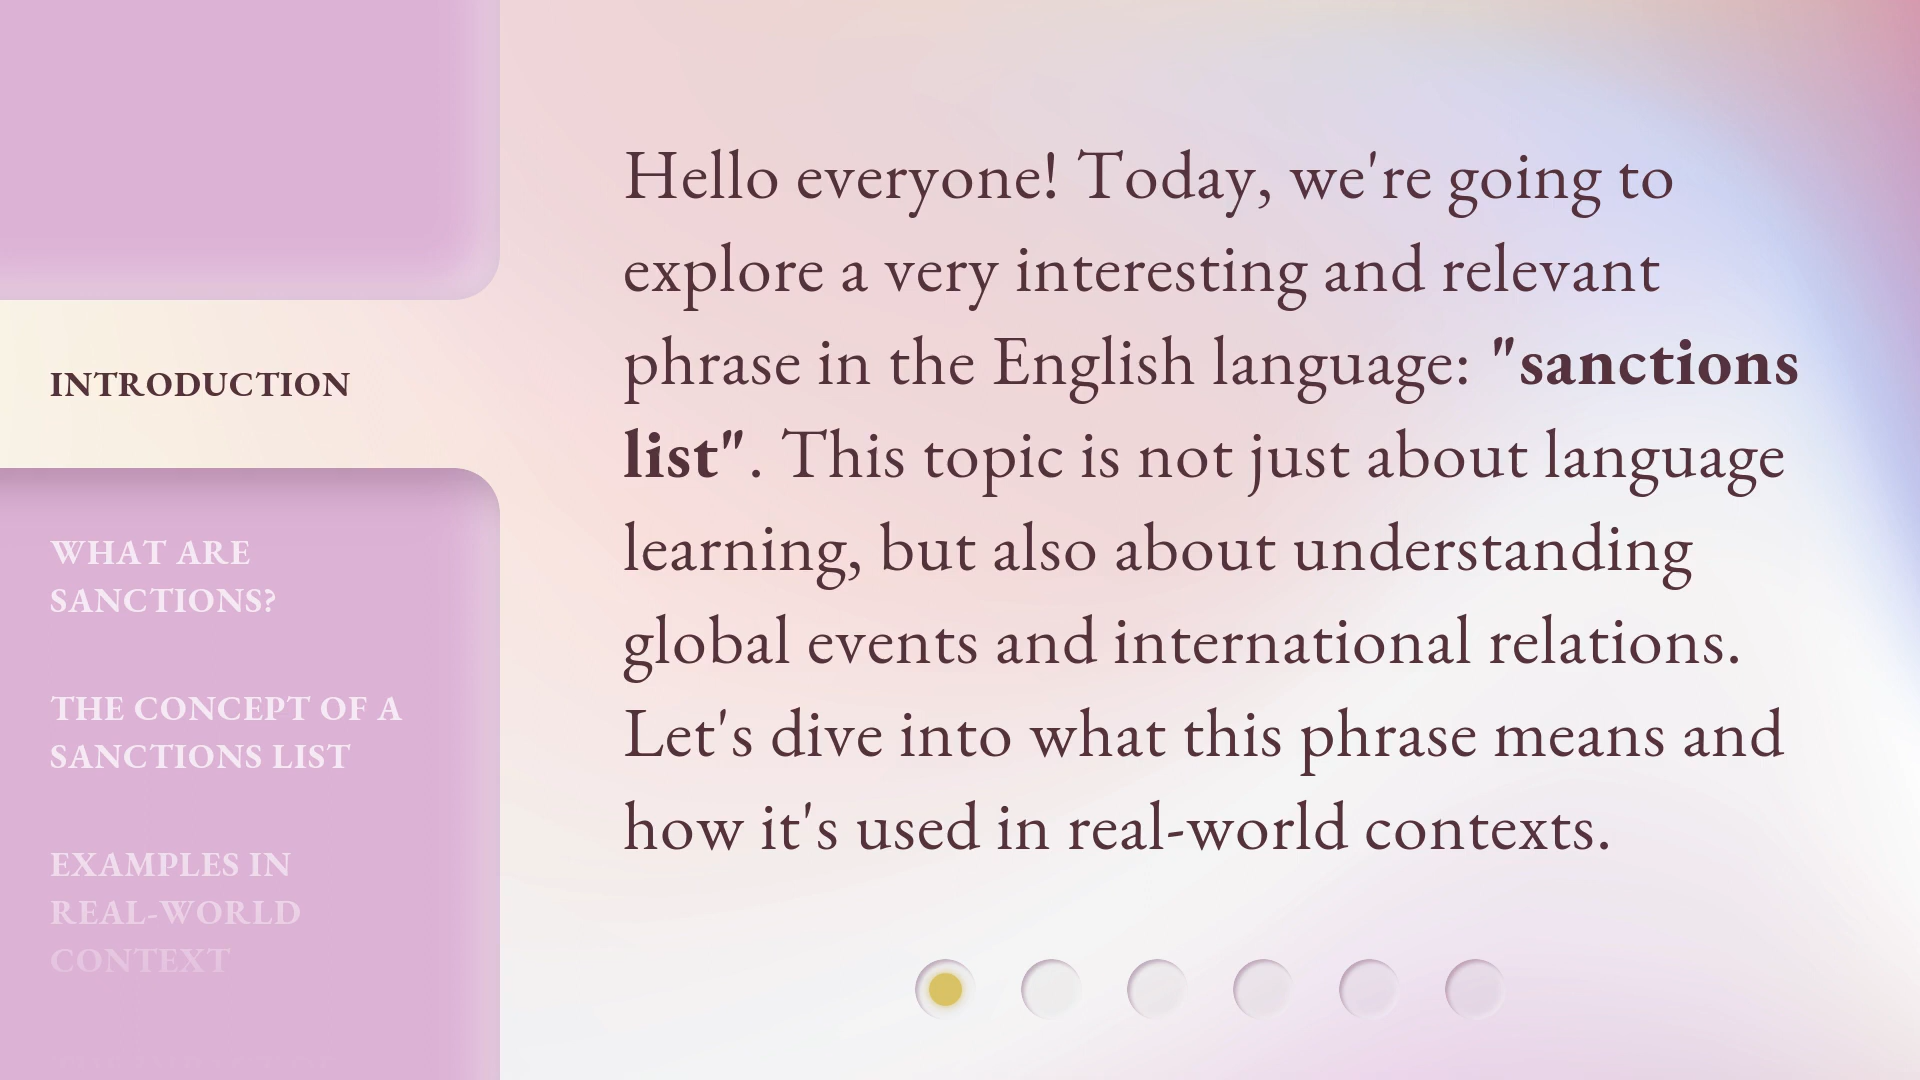 INTRODUCTION
WHAT ARE
SANCTIONS?
THE CONCEPT OF A
SANCTIONS LIST
EXAMPLES IN
REAL-WORLD
CONTEXT
Hello everyone! Today, we're going to
explore a very interesting and relevant
phrase in the English language: "sanctions
list". This topic is not just about language
learning, but also about understanding
global events and international relations.
Let's dive into what this phrase means and
how it's used in real-world contexts.